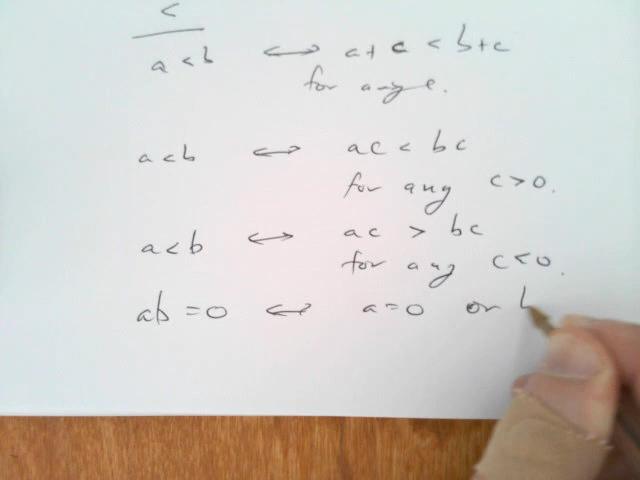 <
a < b ⟷ a + c < b + c
for any c.
a < b ⟷ ac < bc
for any c > 0.
a < b ⟷ ac > bc
for any c < 0.
ab = 0 ⟷ a = 0 or b